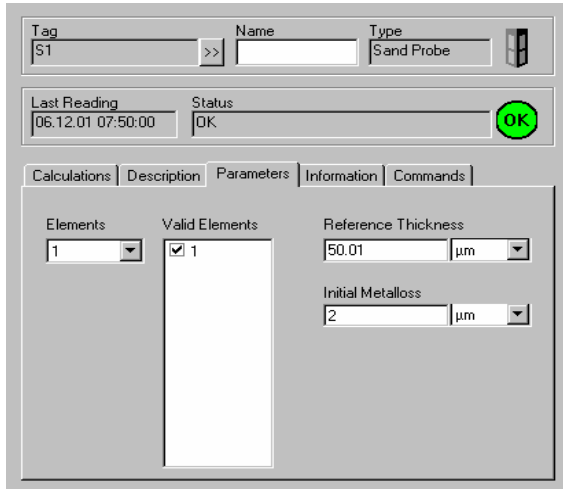 Tag Name Type
S1 >> Sand Probe
Last Reading Status
06.12.01 07:50:00 OK OK
Calculations Description Parameters Information Commands
Elements Valid Elements Reference Thickness
1 1 50.01 µm
Initial Metalloss
2 µm